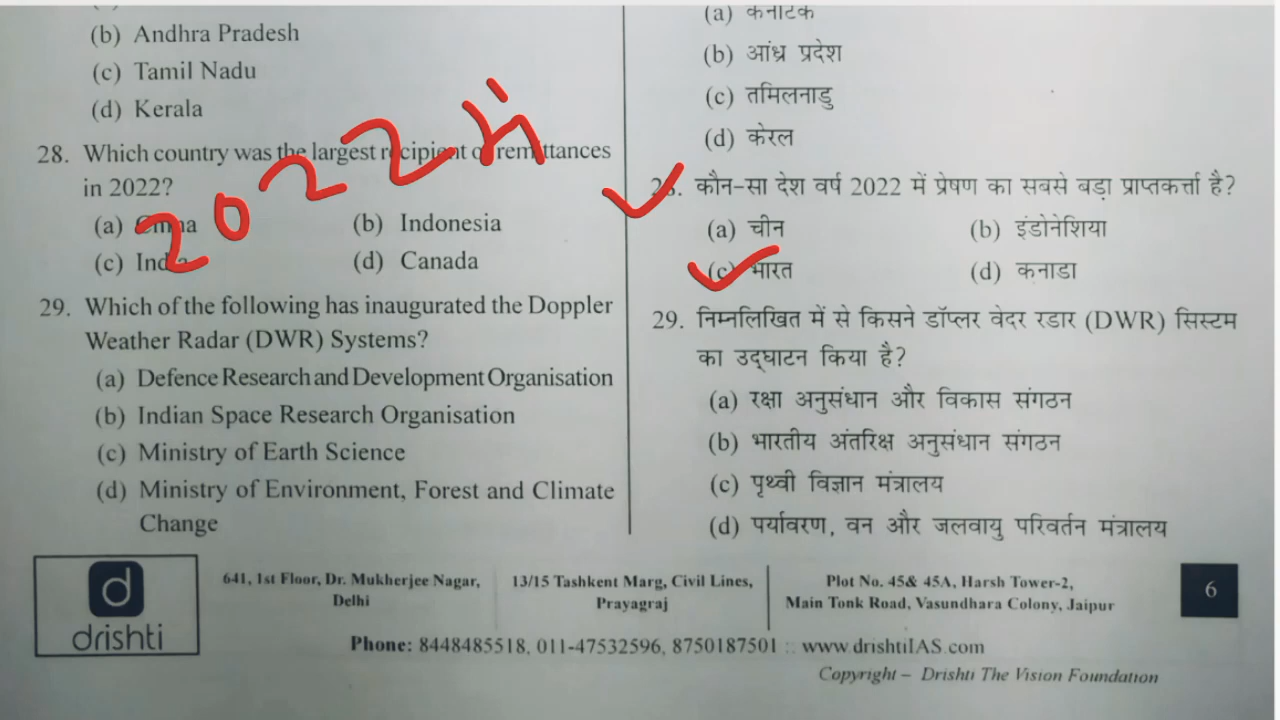 (b) Andhra Pradesh
(c) Tamil Nadu
(d) Kerala
28. Which country was the largest recipient of remittances
in 2022?
(a) China
(b) Indonesia
(c) India
(d) Canada
29. Which of the following has inaugurated the Doppler
Weather Radar (DWR) Systems?
(a) Defence Research and Development Organisation
(b) Indian Space Research Organisation
(c) Ministry of Earth Science
(d) Ministry of Environment, Forest and Climate
Change
2022 में
(a) कर्नाटक
(b) आंध्र प्रदेश
(c) तमिलनाडु
(d) केरल
28. कौन-सा देश वर्ष 2022 में प्रेषण का सबसे बड़ा प्राप्तकर्त्ता है?
(a) चीन
(b) इंडोनेशिया
(c) भारत
(d) कनाडा
29. निम्नलिखित में से किसने डॉप्लर वेदर रडार (DWR) सिस्टम
का उद्घाटन किया है?
(a) रक्षा अनुसंधान और विकास संगठन
(b) भारतीय अंतरिक्ष अनुसंधान संगठन
(c) पृथ्वी विज्ञान मंत्रालय
(d) पर्यावरण, वन और जलवायु परिवर्तन मंत्रालय
d
drishti
641, 1st Floor, Dr. Mukherjee Nagar,
Delhi
13/15 Tashkent Marg, Civil Lines,
Prayagraj
Plot No. 45& 45A, Harsh Tower-2,
Main Tonk Road, Vasundhara Colony, Jaipur
6
Phone: 8448485518, 011-47532596, 8750187501 :: www.drishtiIAS.com
Copyright – Drishti The Vision Foundation